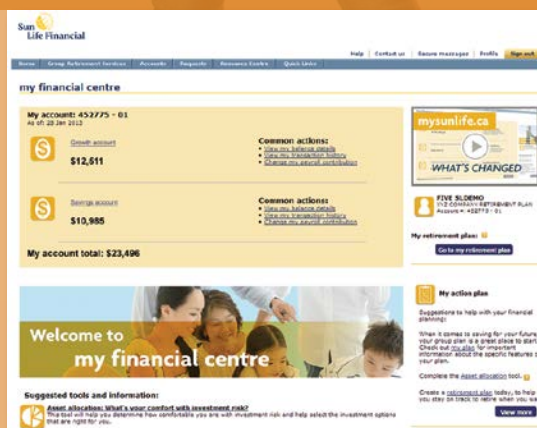 Sun
Life Financial
Help | Contact us | Secure messages | Profile | Sign out
Home | Group Retirement Services | Accounts | Requests | Resource Centre | Quick Links
my financial centre
My account: 452775 - 01
As of: 28 Jan 2013
Growth account
$12,511
Common actions:
• View my balance details
• View my transaction history
• Change my payroll contribution
Savings account
$10,985
Common actions:
• View my balance details
• View my transaction history
• Change my payroll contribution
My account total: $23,496
mysunlife.ca
WHAT'S CHANGED
FIVE SLDEMO
XYZ COMPANY RETIREMENT PLAN
Account #: 452775 - 01
My retirement plan:
Go to my retirement plan
Welcome to
my financial centre
My action plan
Suggestions to help with your financial
planning:
When it comes to saving for your future,
your group plan is a great place to start.
Check out my plan for important
information about the specific features of
your plan.
Complete the Asset allocation tool.
Create a retirement plan today, to help
you stay on track to retire when you
View more
Suggested tools and information:
Asset allocation: What's your comfort with investment risk?
This tool will help you determine how comfortable you are with investment risk and help select the investment options
that are right for you.